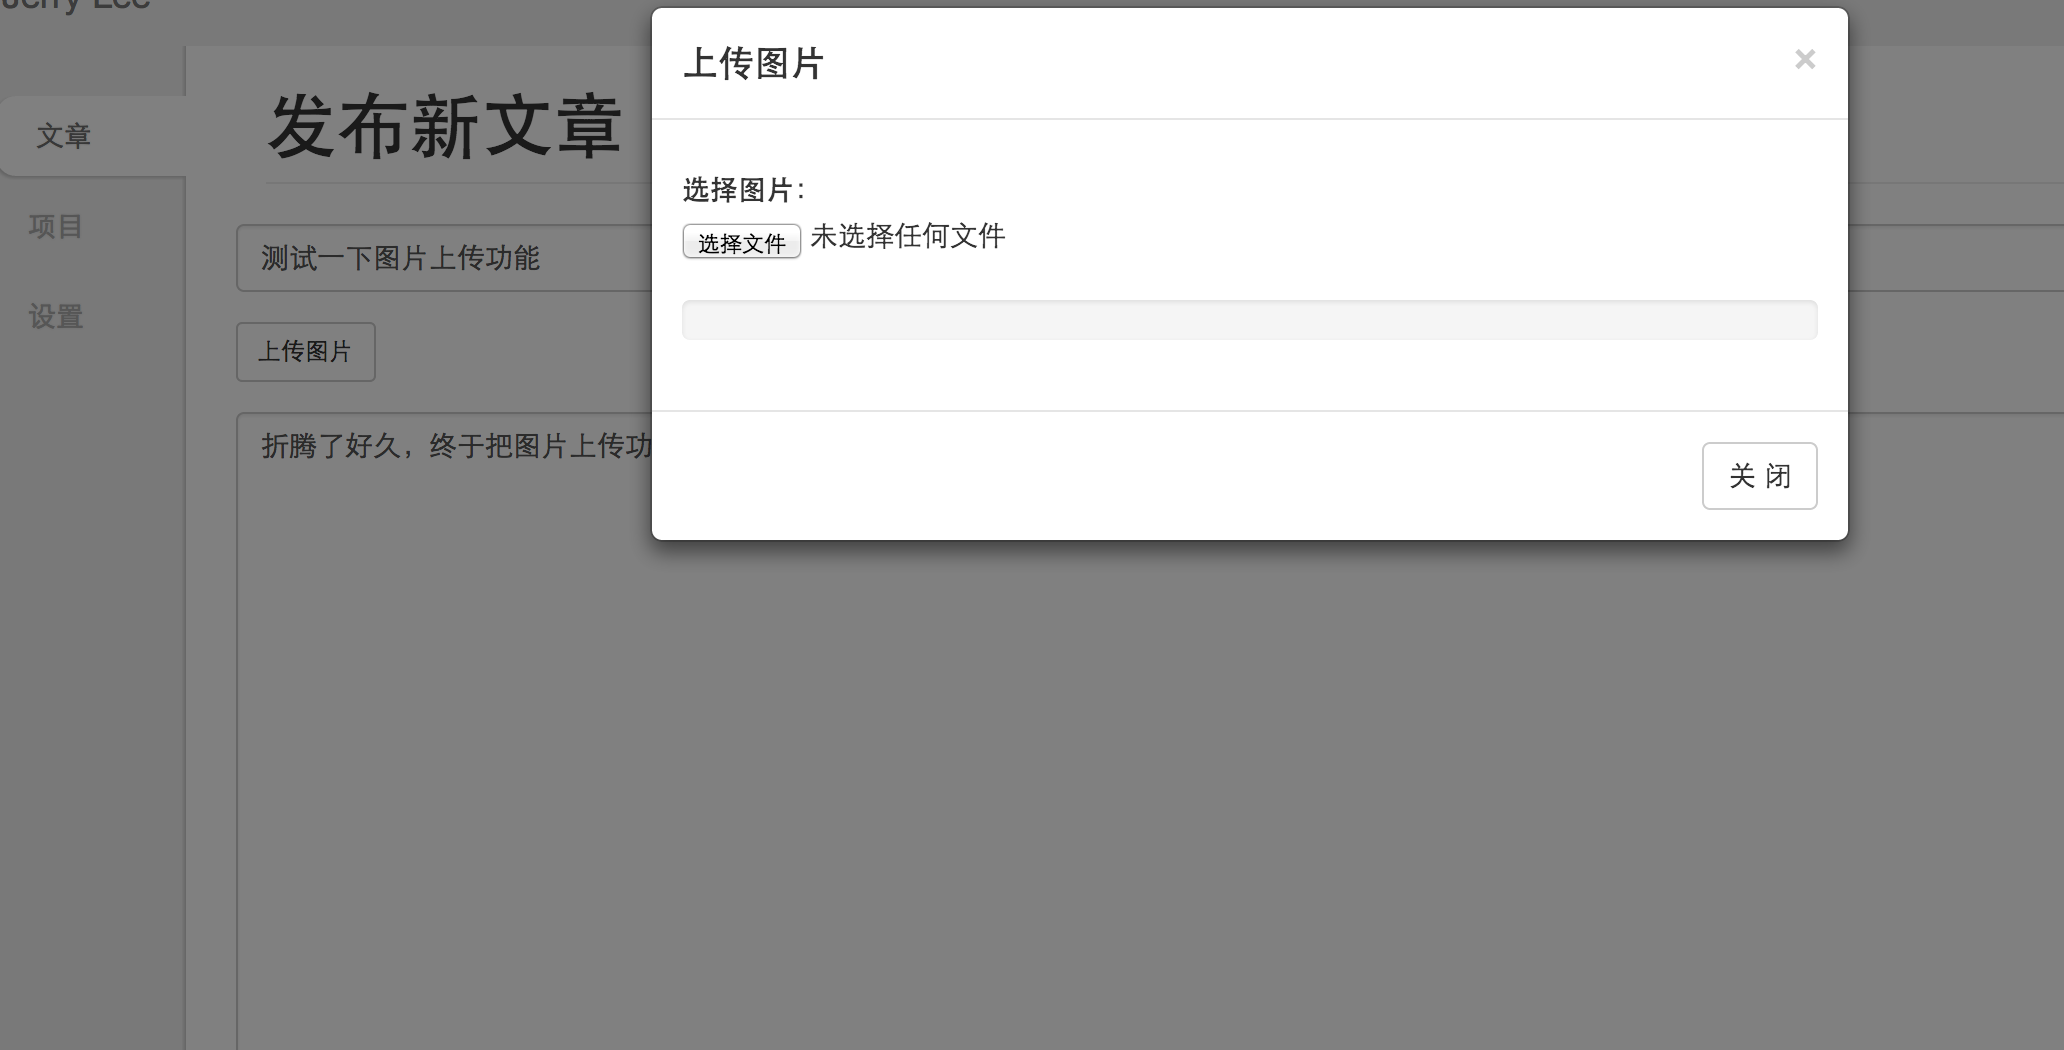 Jerry Lee
文章
项目
设置
发布新文章
测试一下图片上传功能
上传图片
折腾了好久，终于把图片上传功
上传图片
×
选择图片：
选择文件 未选择任何文件
关 闭